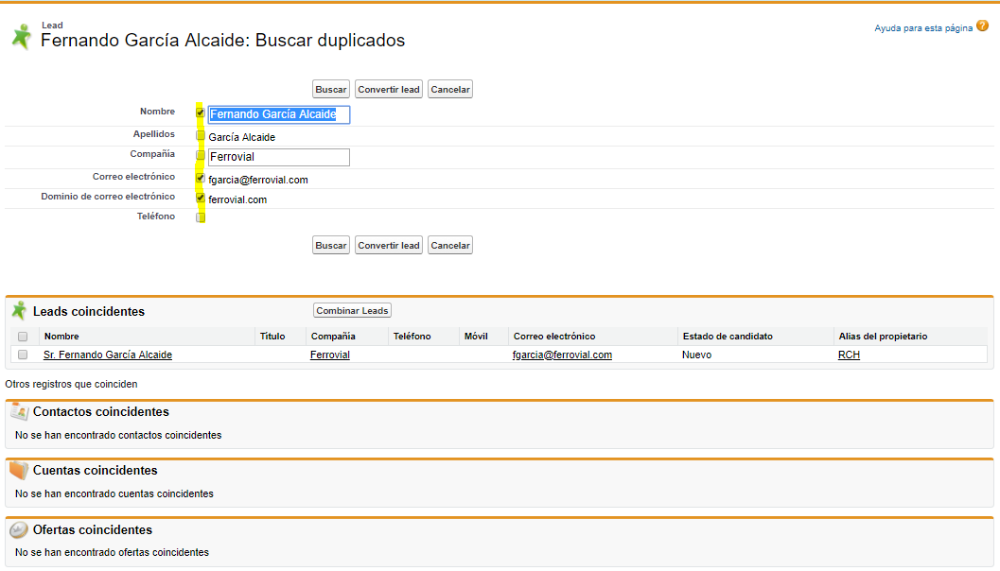 Lead
Fernando García Alcaide: Buscar duplicados
Ayuda para esta página ?
Buscar Convertir lead Cancelar
Nombre Fernando García Alcaide
Apellidos García Alcaide
Compañía Ferrovial
Correo electrónico fgarcia@ferrovial.com
Dominio de correo electrónico ferrovial.com
Teléfono
Buscar Convertir lead Cancelar
Leads coincidentes Combinar Leads
Nombre Título Compañía Teléfono Móvil Correo electrónico Estado de candidato Alias del propietario
Sr. Fernando García Alcaide Ferrovial fgarcia@ferrovial.com Nuevo RCH
Otros registros que coinciden
Contactos coincidentes
No se han encontrado contactos coincidentes
Cuentas coincidentes
No se han encontrado cuentas coincidentes
Ofertas coincidentes
No se han encontrado ofertas coincidentes